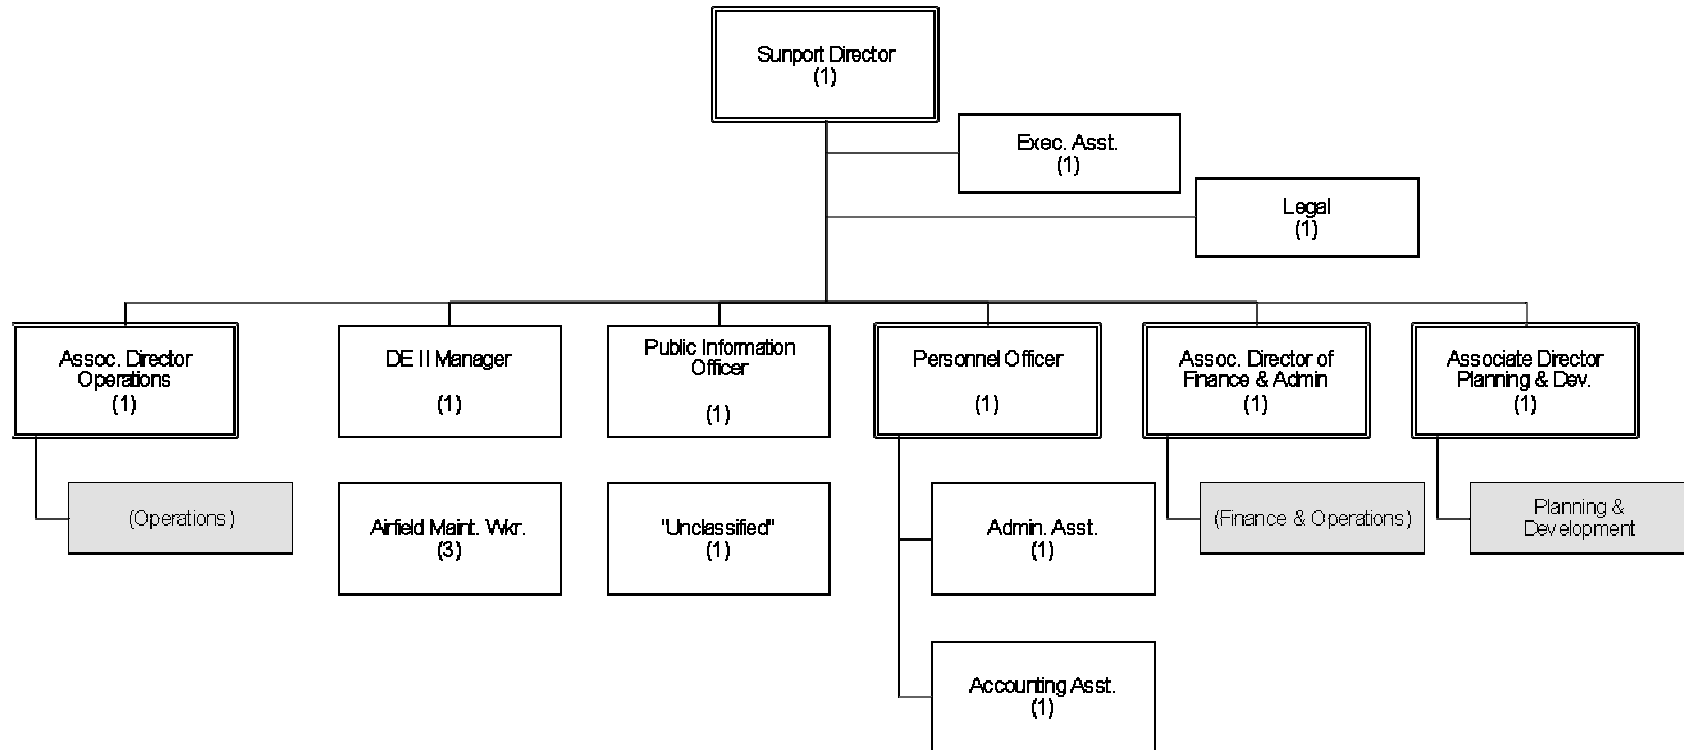 Sunport Director
(1)
Exec. Asst.
(1)
Legal
(1)
Assoc. Director
Operations
(1)
DE II Manager
(1)
Public Information
Officer
(1)
Personnel Officer
(1)
Assoc. Director of
Finance & Admin
(1)
Associate Director
Planning & Dev.
(1)
(Operations)
Airfield Maint. Wkr.
(3)
"Unclassified"
(1)
Admin. Asst.
(1)
(Finance & Operations)
Planning &
Development
Accounting Asst.
(1)